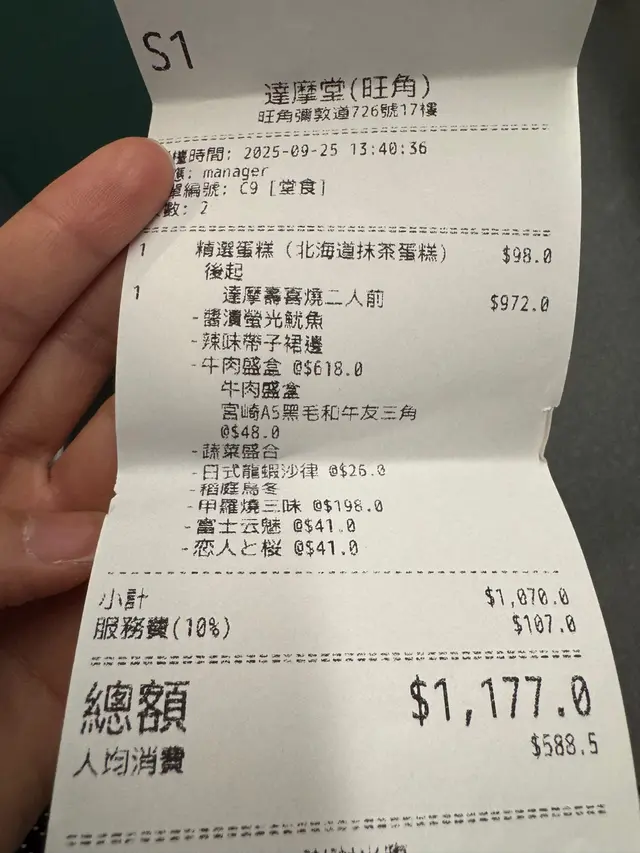 S1
達摩堂(旺角)
旺角彌敦道726號17樓
時間: 2025-09-25 13:40:36
manager
單編號: C9 [堂食]
數: 2
1 精選蛋糕 (北海道抹茶蛋糕) $98.0
後起
1 達摩壽喜燒二人前 $972.0
-醬漬螢光魷魚
-辣味帶子裙邊
-牛肉盛盒 @$618.0
牛肉盛盒
宮崎A5黑毛和牛友三角
@$48.0
-蔬菜盛合
-日式龍蝦沙律 @$26.0
-稻庭烏冬
-甲羅燒三味 @$198.0
-富士云魅 @$41.0
-恋人と桜 @$41.0
小計 $1,070.0
服務費(10%) $107.0
總額 $1,177.0
人均消費 $588.5